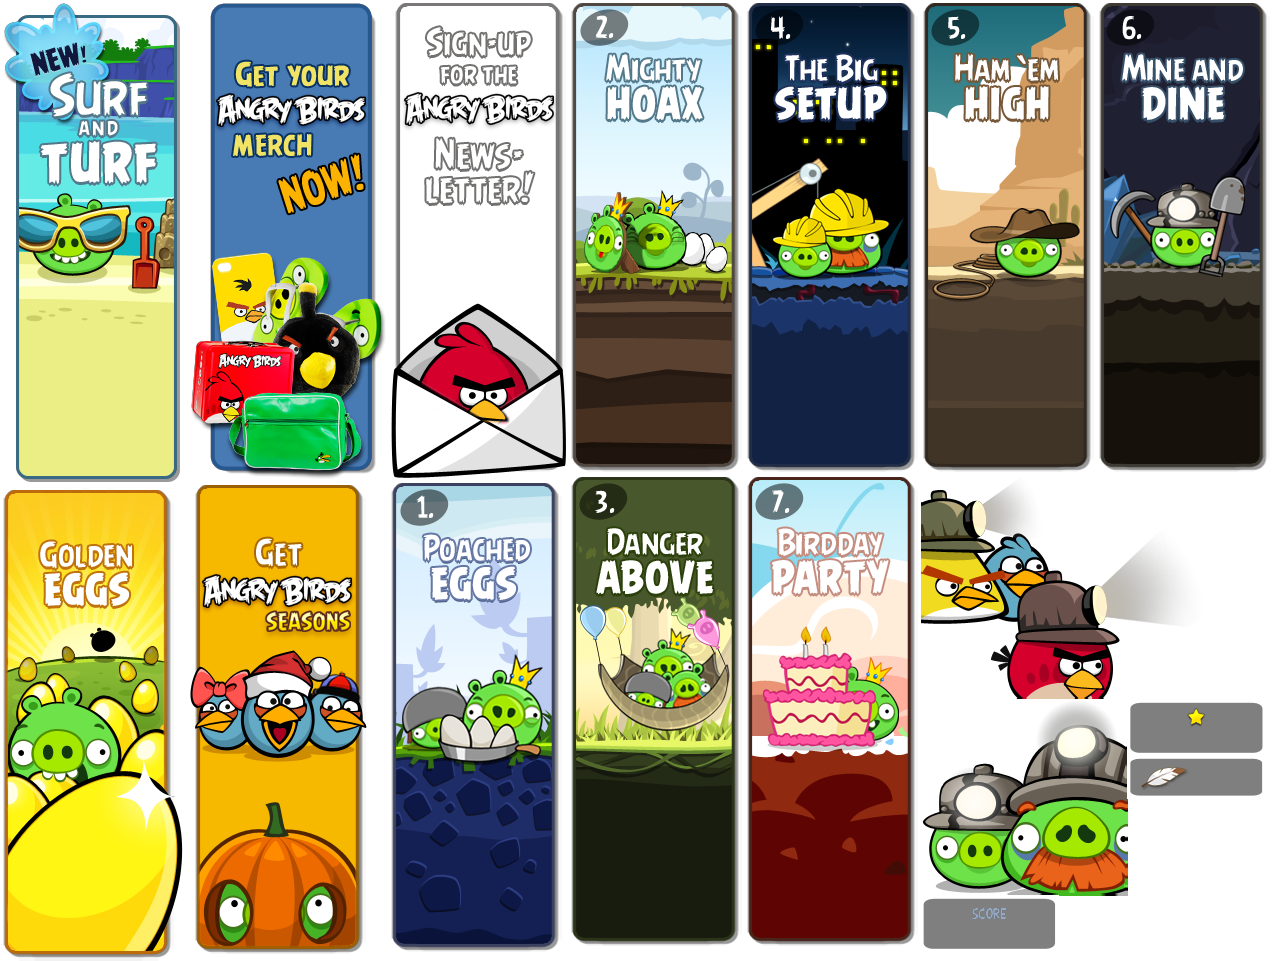 NEW!
SURF
AND
TURF
GET YOUR
ANGRY BIRDS
MERCH
NOW!
ANGRY BIRDS
SIGN-UP
FOR THE
ANGRY BIRDS
NEWS-
LETTER!
2.
MIGHTY
HOAX
4.
THE BIG
SETUP
5.
HAM 'EM
HIGH
6.
MINE AND
DINE
GOLDEN
EGGS
GET
ANGRY BIRDS
SEASONS
1.
POACHED
EGGS
3.
DANGER
ABOVE
7.
BIRDDAY
PARTY
SCORE